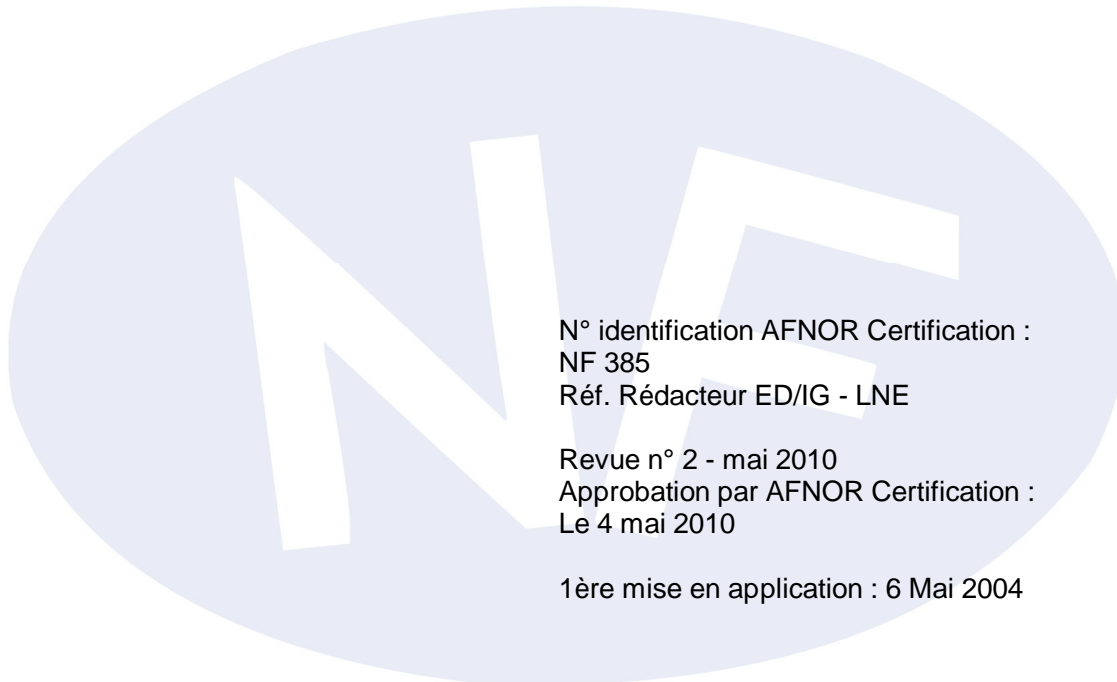 NF
N° identification AFNOR Certification :
NF 385
Réf. Rédacteur ED/IG - LNE
Revue n° 2 - mai 2010
Approbation par AFNOR Certification :
Le 4 mai 2010
1ère mise en application : 6 Mai 2004